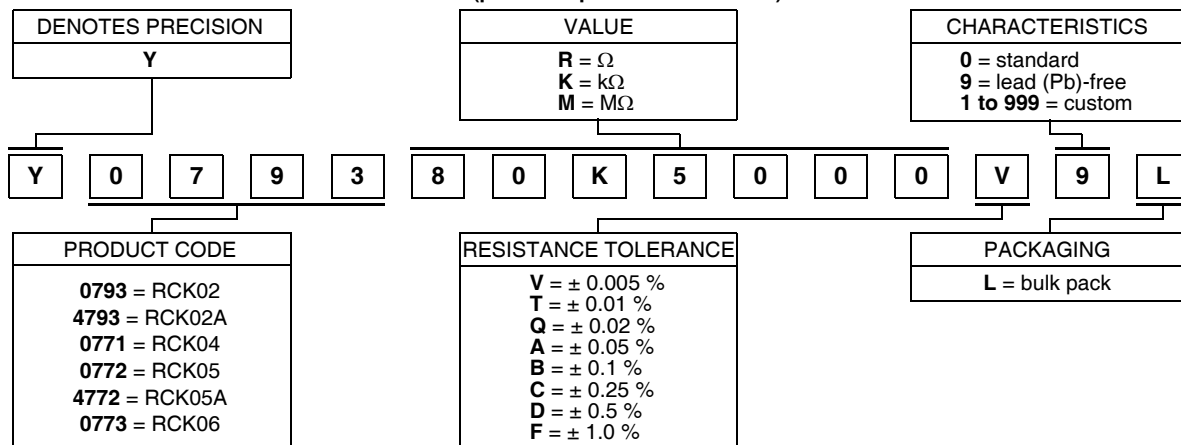 DENOTES PRECISION
Y
VALUE
R = Ω
K = kΩ
M = MΩ
CHARACTERISTICS
0 = standard
9 = lead (Pb)-free
1 to 999 = custom
Y 0 7 9 3 8 0 K 5 0 0 0 V 9 L
PRODUCT CODE
0793 = RCK02
4793 = RCK02A
0771 = RCK04
0772 = RCK05
4772 = RCK05A
0773 = RCK06
RESISTANCE TOLERANCE
V = ± 0.005 %
T = ± 0.01 %
Q = ± 0.02 %
A = ± 0.05 %
B = ± 0.1 %
C = ± 0.25 %
D = ± 0.5 %
F = ± 1.0 %
PACKAGING
L = bulk pack